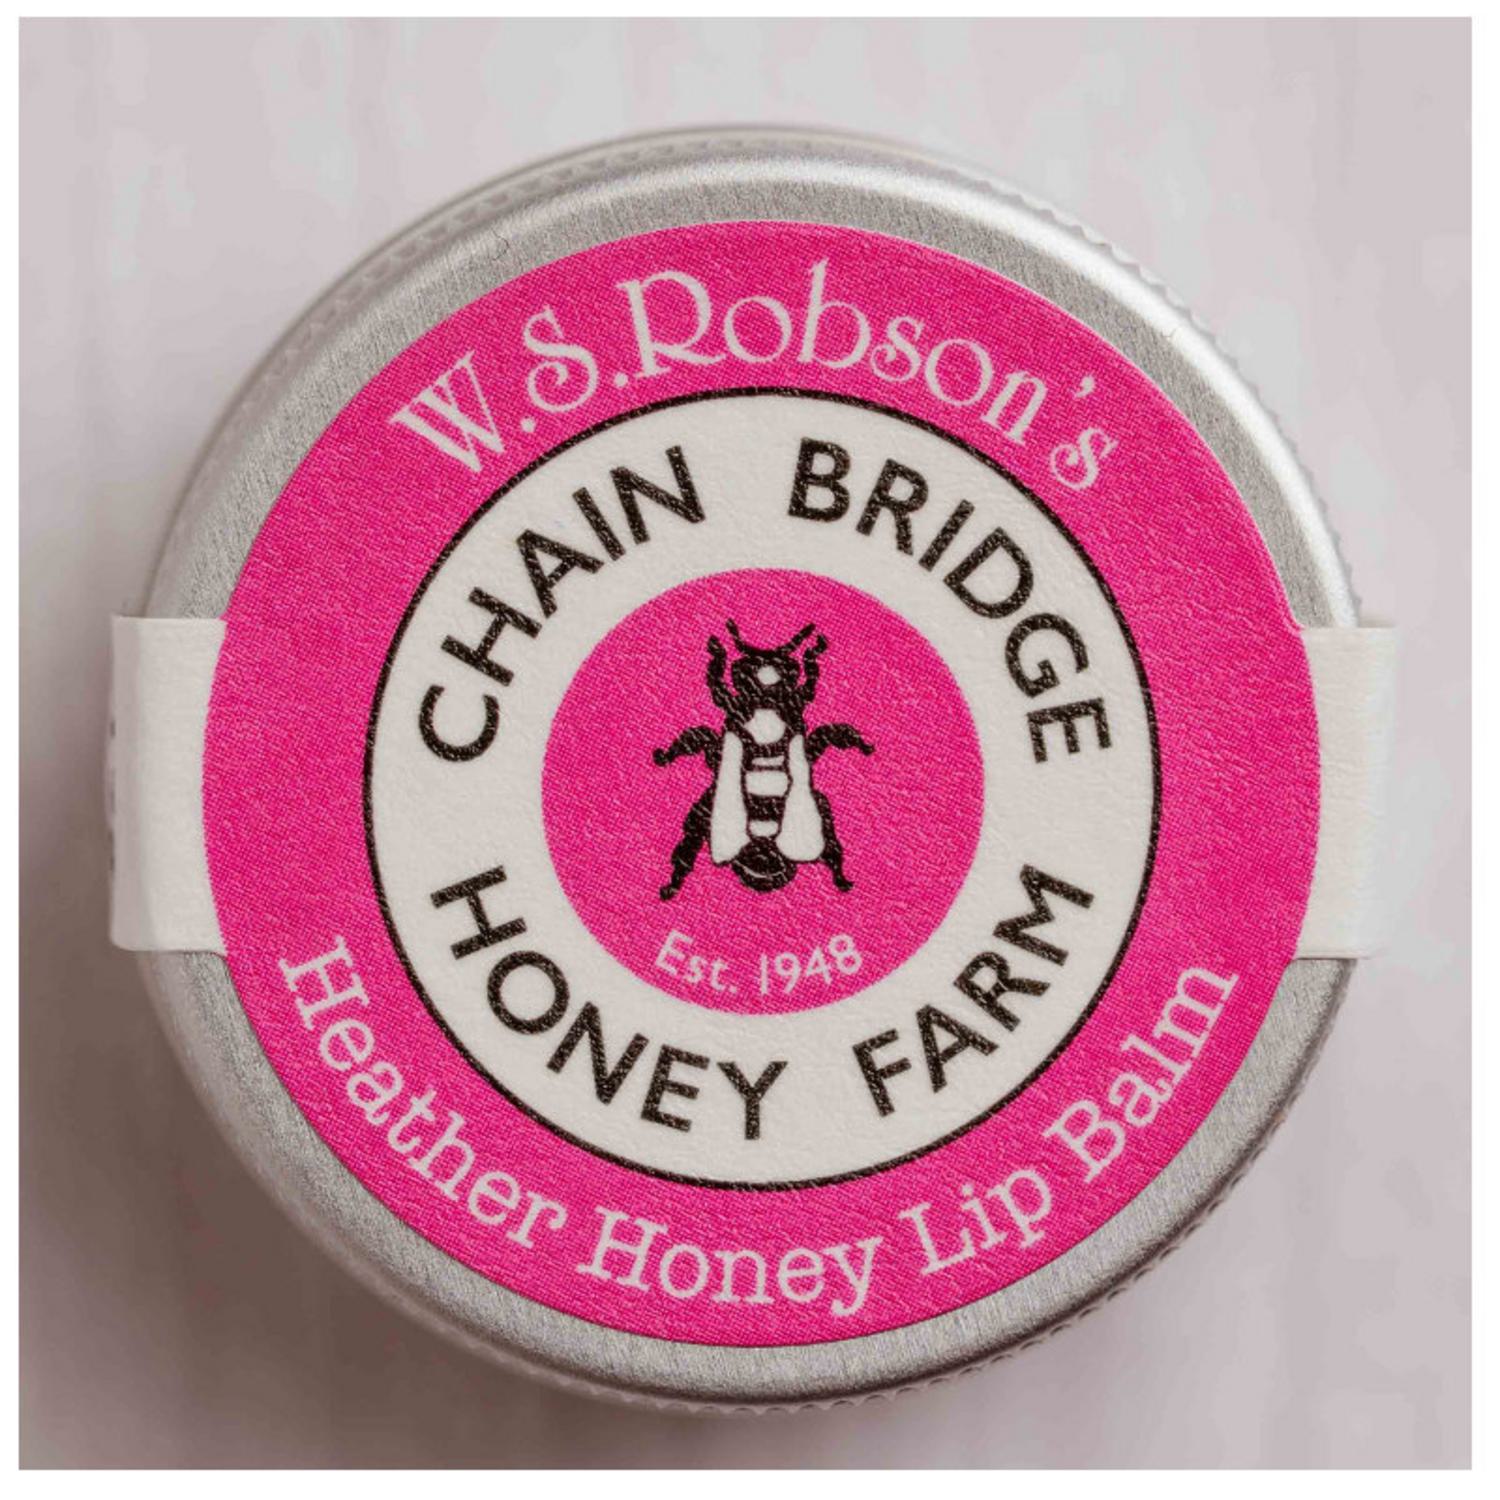 W.S.Robson's
CHAIN BRIDGE
HONEY FARM
Est. 1948
Heather Honey Lip Balm